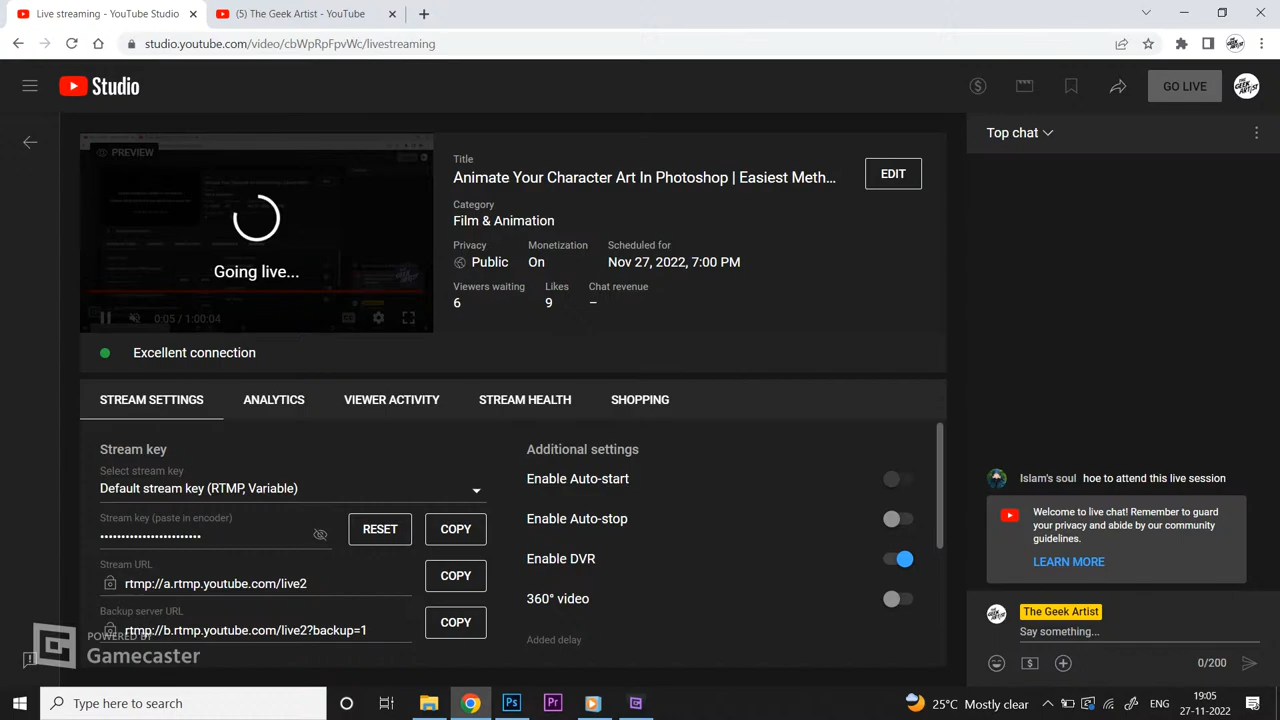 Live streaming - YouTube Studio
(5) The Geek Artist - YouTube
studio.youtube.com/video/cbWpRpFpvWc/livestreaming
Studio
GO LIVE
THE GEEK ARTIST
PREVIEW
Going live...
0:05 / 1:00:04
Title
Animate Your Character Art In Photoshop | Easiest Meth...
EDIT
Category
Film & Animation
Privacy Monetization Scheduled for
Public On Nov 27, 2022, 7:00 PM
Viewers waiting Likes Chat revenue
6 9 –
Excellent connection
STREAM SETTINGS ANALYTICS VIEWER ACTIVITY STREAM HEALTH SHOPPING
Stream key
Select stream key
Default stream key (RTMP, Variable)
Stream key (paste in encoder)
••••••••••••••••••••••••
RESET COPY
Stream URL
rtmp://a.rtmp.youtube.com/live2
COPY
Backup server URL
rtmp://b.rtmp.youtube.com/live2?backup=1
COPY
Additional settings
Enable Auto-start
Enable Auto-stop
Enable DVR
360° video
Added delay
Top chat
Islam's soul hoe to attend this live session
Welcome to live chat! Remember to guard
your privacy and abide by our community
guidelines.
LEARN MORE
The Geek Artist
Say something...
0/200
POWERED BY
Gamecaster
Type here to search
Ps
Pr
25°C Mostly clear
ENG
19:05
27-11-2022